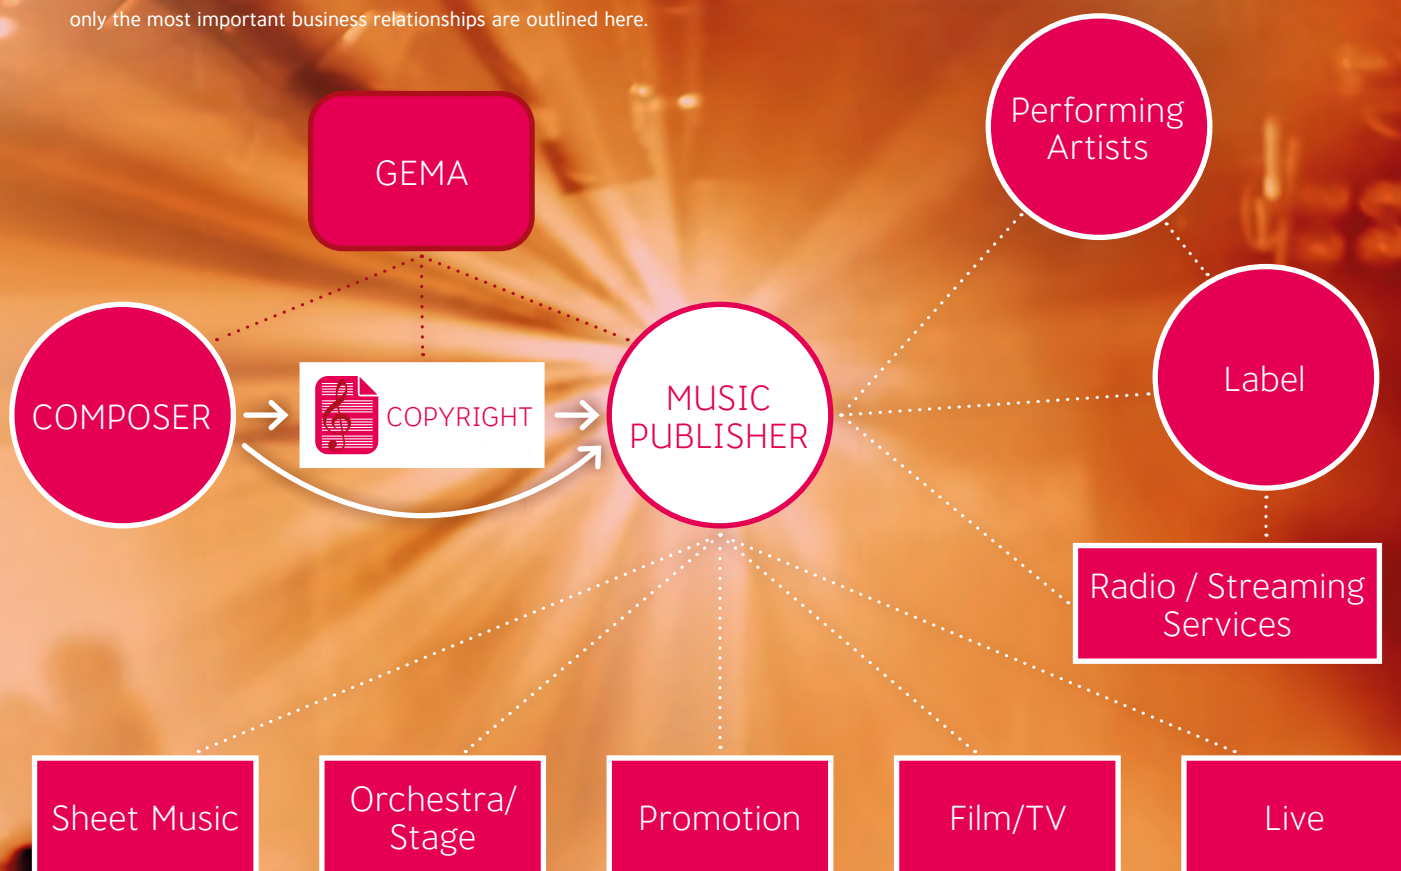 only the most important business relationships are outlined here.
Performing
Artists
GEMA
Label
COMPOSER
COPYRIGHT
MUSIC
PUBLISHER
Radio / Streaming
Services
Sheet Music
Orchestra/
Stage
Promotion
Film/TV
Live